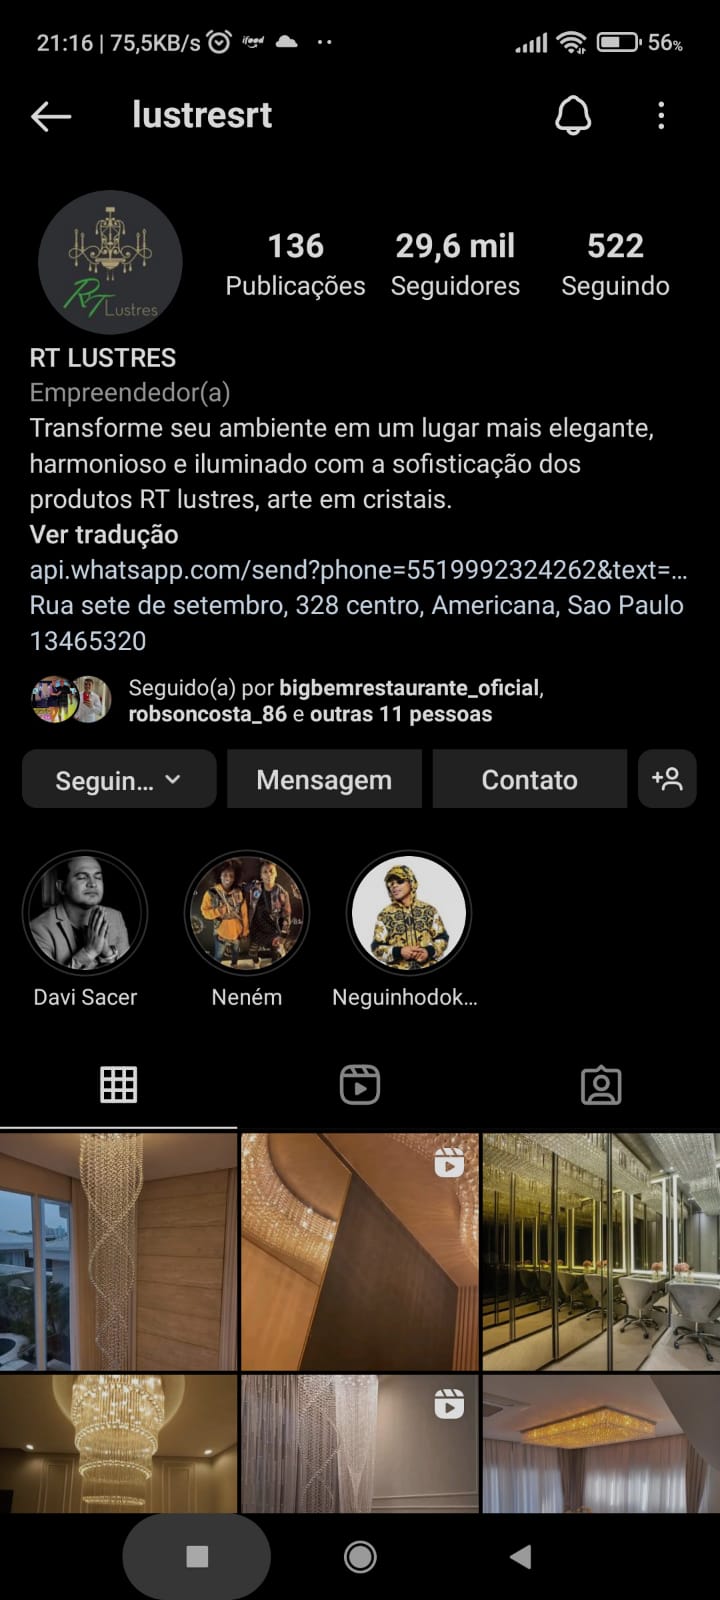 21:16 | 75,5KB/s ifood 56%
lustresrt
RT Lustres
136 29,6 mil 522
Publicações Seguidores Seguindo
RT LUSTRES
Empreendedor(a)
Transforme seu ambiente em um lugar mais elegante,
harmonioso e iluminado com a sofisticação dos
produtos RT lustres, arte em cristais.
Ver tradução
api.whatsapp.com/send?phone=5519992324262&text=...
Rua sete de setembro, 328 centro, Americana, Sao Paulo
13465320
Seguido(a) por bigbemrestaurante_oficial,
robsoncosta_86 e outras 11 pessoas
Seguin... Mensagem Contato
Davi Sacer Neném Neguinhodok...